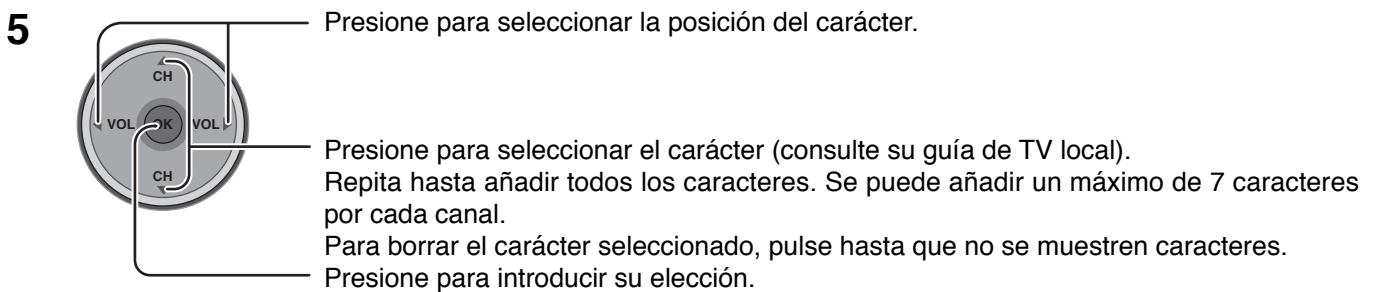 5
Presione para seleccionar la posición del carácter.
CH
VOL OK VOL
CH
Presione para seleccionar el carácter (consulte su guía de TV local).
Repita hasta añadir todos los caracteres. Se puede añadir un máximo de 7 caracteres
por cada canal.
Para borrar el carácter seleccionado, pulse hasta que no se muestren caracteres.
Presione para introducir su elección.